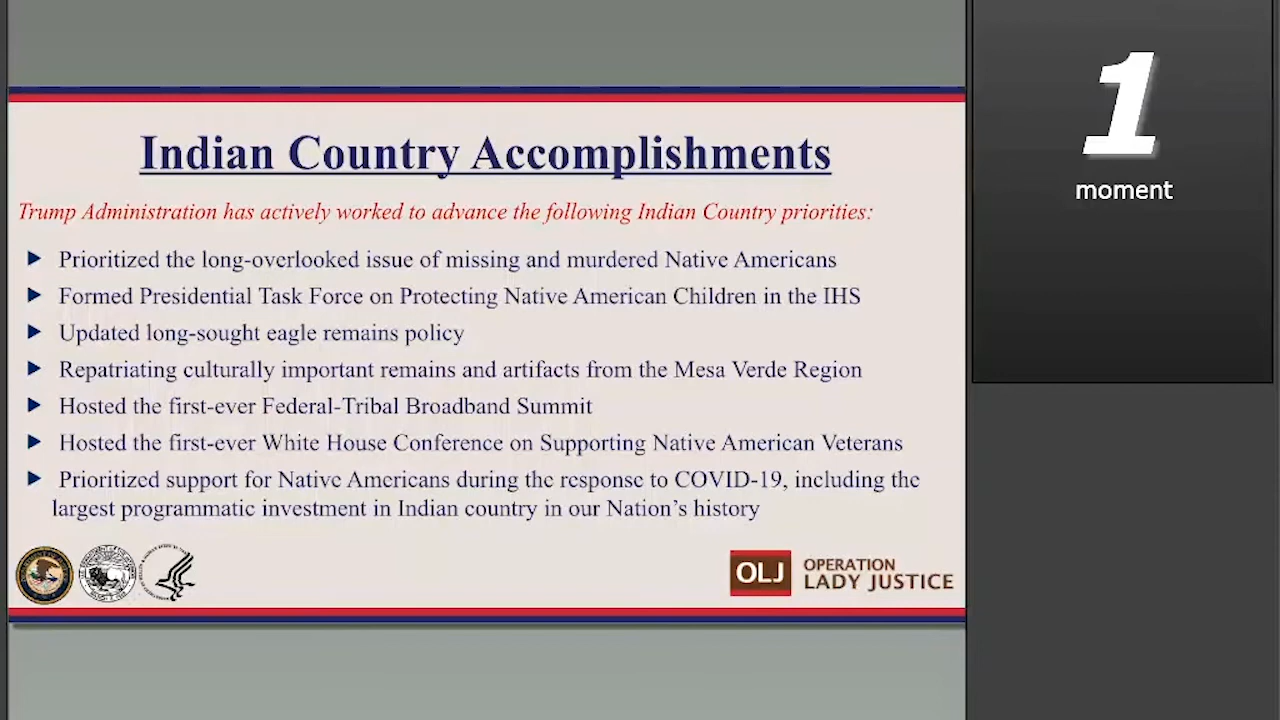 Indian Country Accomplishments
Trump Administration has actively worked to advance the following Indian Country priorities:
Prioritized the long-overlooked issue of missing and murdered Native Americans
Formed Presidential Task Force on Protecting Native American Children in the IHS
Updated long-sought eagle remains policy
Repatriating culturally important remains and artifacts from the Mesa Verde Region
Hosted the first-ever Federal-Tribal Broadband Summit
Hosted the first-ever White House Conference on Supporting Native American Veterans
Prioritized support for Native Americans during the response to COVID-19, including the
largest programmatic investment in Indian country in our Nation's history
OLJ
OPERATION
LADY JUSTICE
1
moment